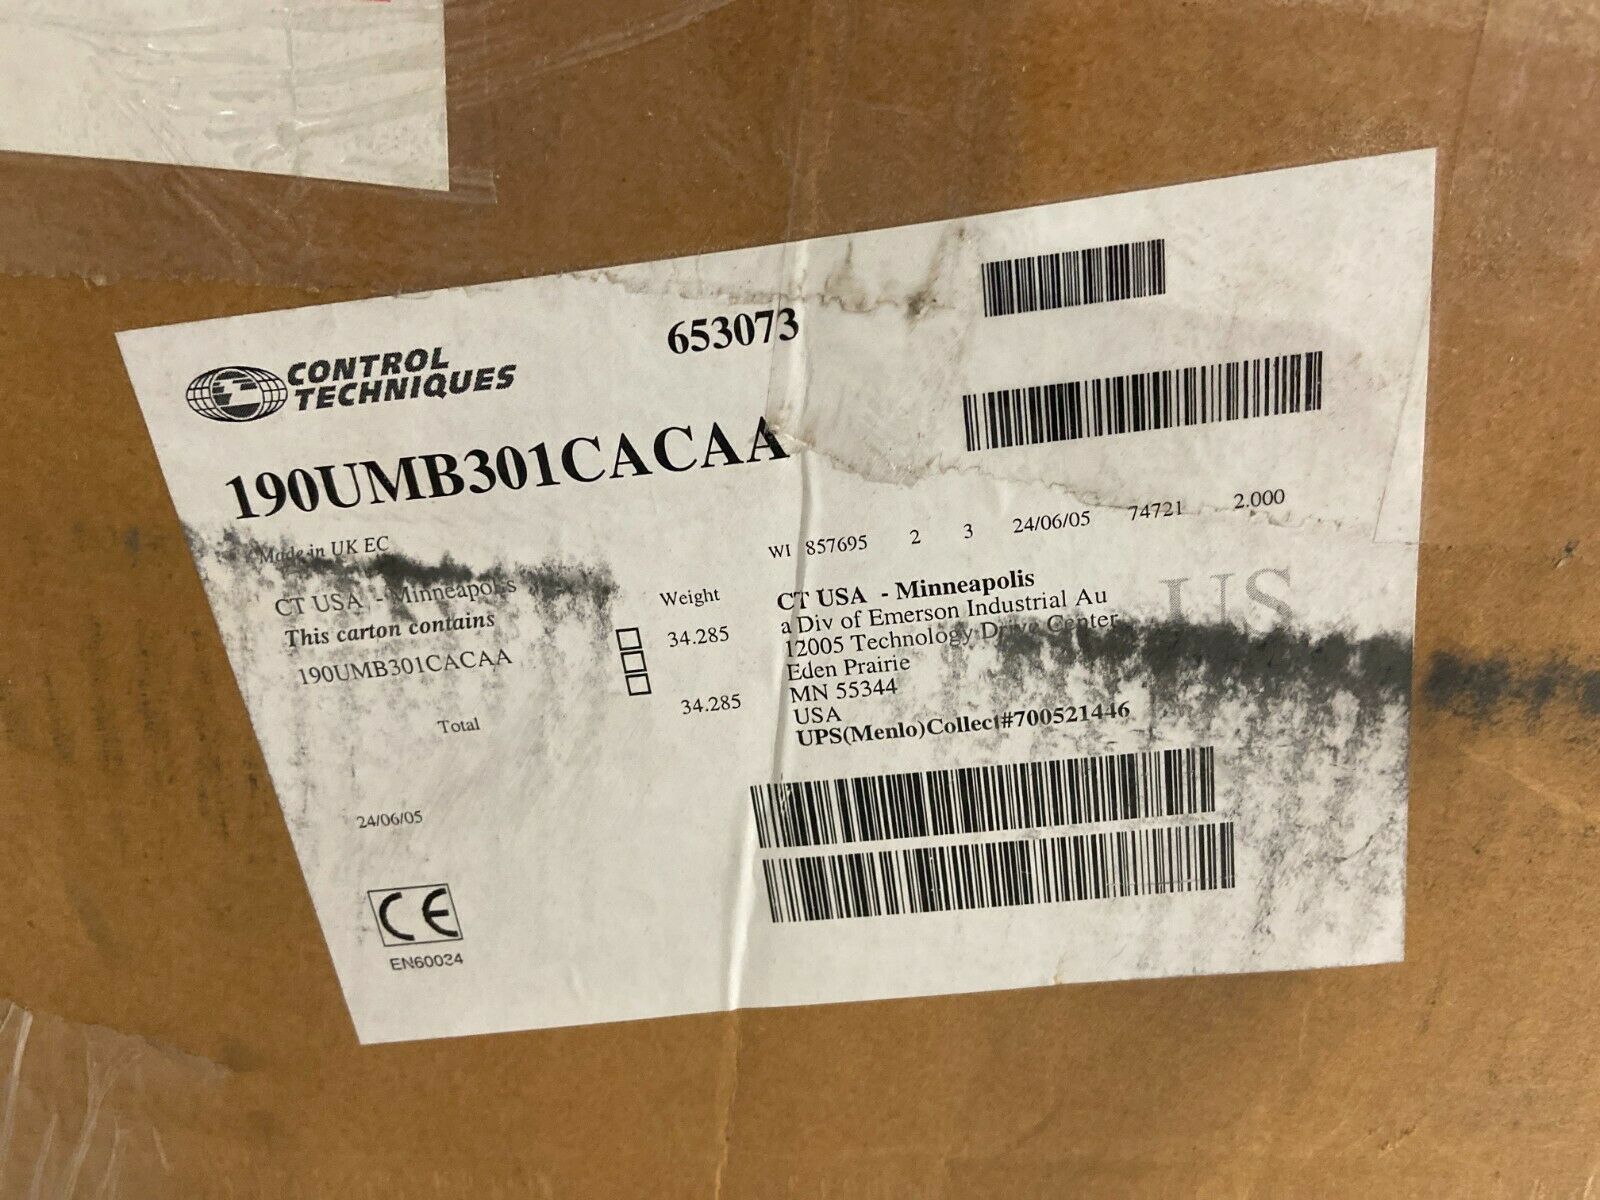 653073
CONTROL
TECHNIQUES
190UMB301CACAA
Made in UK EC
WI 857695 2 3 24/06/05 74721 2.000
CT USA - Minneapolis
This carton contains
190UMB301CACAA
Weight
34.285
34.285
Total
CT USA - Minneapolis
a Div of Emerson Industrial Au
12005 Technology Drive Center
Eden Prairie
MN 55344
USA
UPS(Menlo)Collect#700521446
US
24/06/05
CE
EN60034